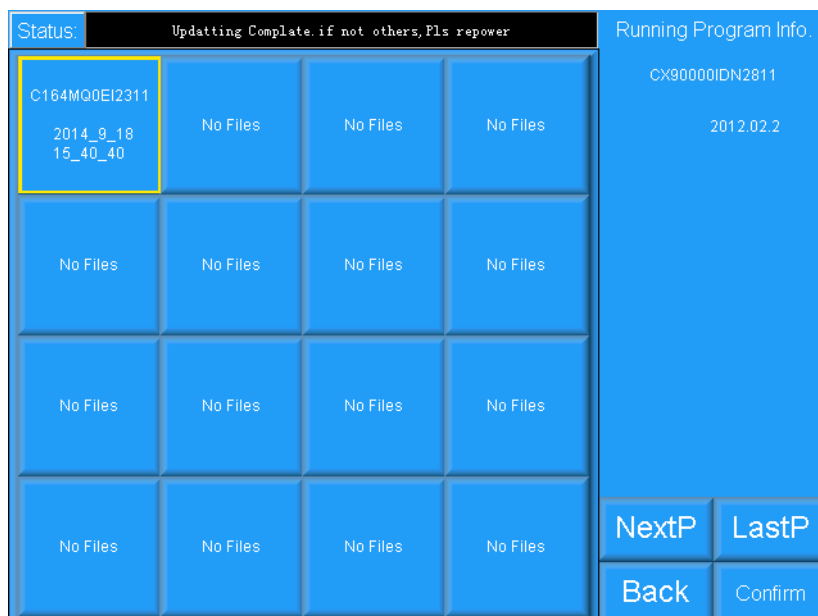 Status:
Updatting Complate.if not others,Pls repower
Running Program Info.
C164MQ0EI2311
2014_9_18
15_40_40
No Files
No Files
No Files
CX90000IDN2811
2012.02.2
No Files
No Files
No Files
No Files
No Files
No Files
No Files
No Files
No Files
No Files
No Files
No Files
NextP
LastP
Back
Confirm